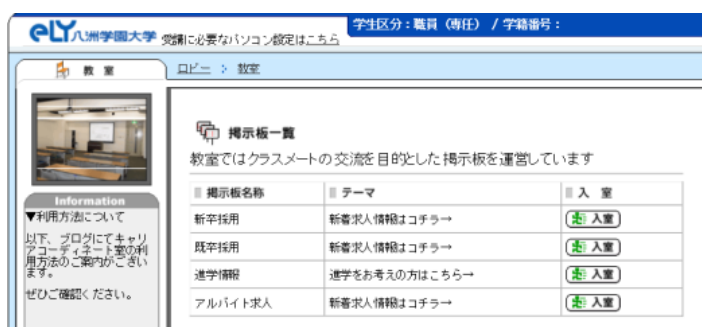 eLy 八洲学園大学 受講に必要なパソコン設定はこちら
学生区分：職員（専任） / 学籍番号：
教 室
ロビー ： 教室
掲示板一覧
教室ではクラスメートの交流を目的とした掲示板を運営しています
掲示板名称 テーマ 入 室
新卒採用 新着求人情報はコチラ→ 入室
既卒採用 新着求人情報はコチラ→ 入室
進学情報 進学をお考えの方はこちら→ 入室
アルバイト求人 新着求人情報はコチラ→ 入室
Information
▼利用方法について
以下、ブログにてキャリ
アコーディネート室の利
用方法のご案内がござい
ます。
ぜひご確認ください。